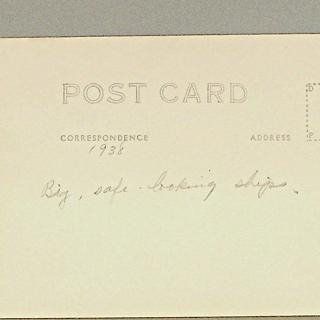 POST CARD
CORRESPONDENCE ADDRESS
1938
Big, safe-looking ships.